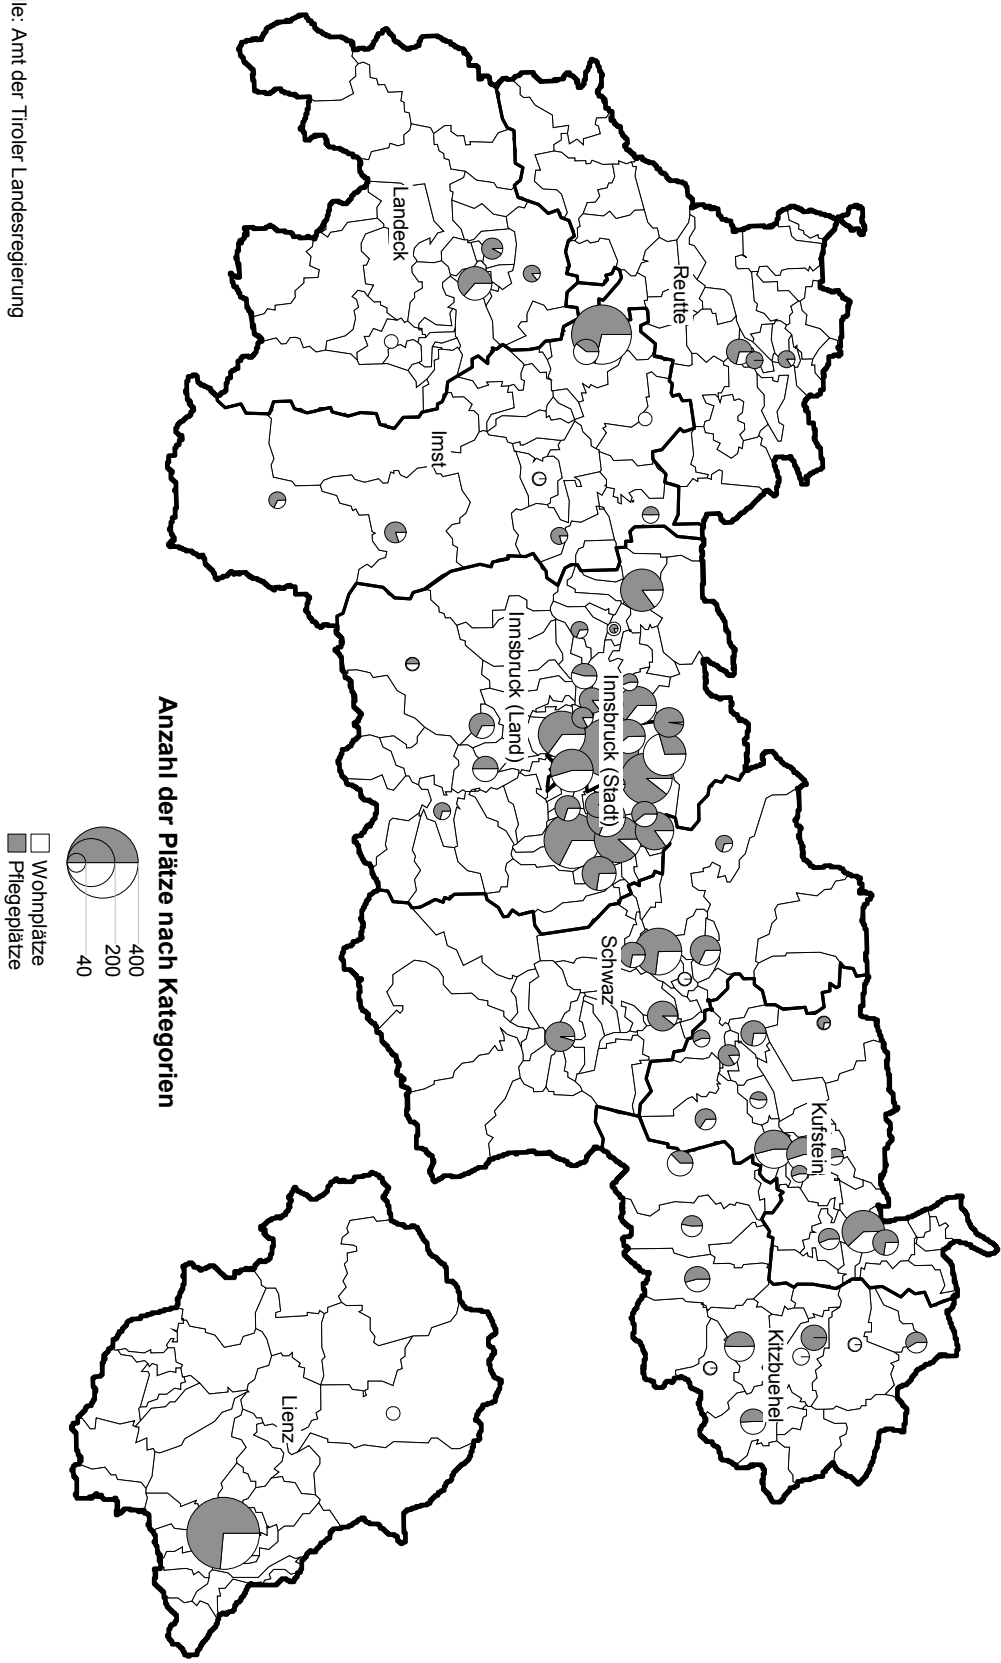 Reutte
Landeck
Imst
Innsbruck (Stadt)
Innsbruck (Land)
Schwaz
Kufstein
Kitzbuehel
Lienz
Anzahl der Plätze nach Kategorien
400
200
40
Wohnplätze
Pflegeplätze
le: Amt der Tiroler Landesregierung